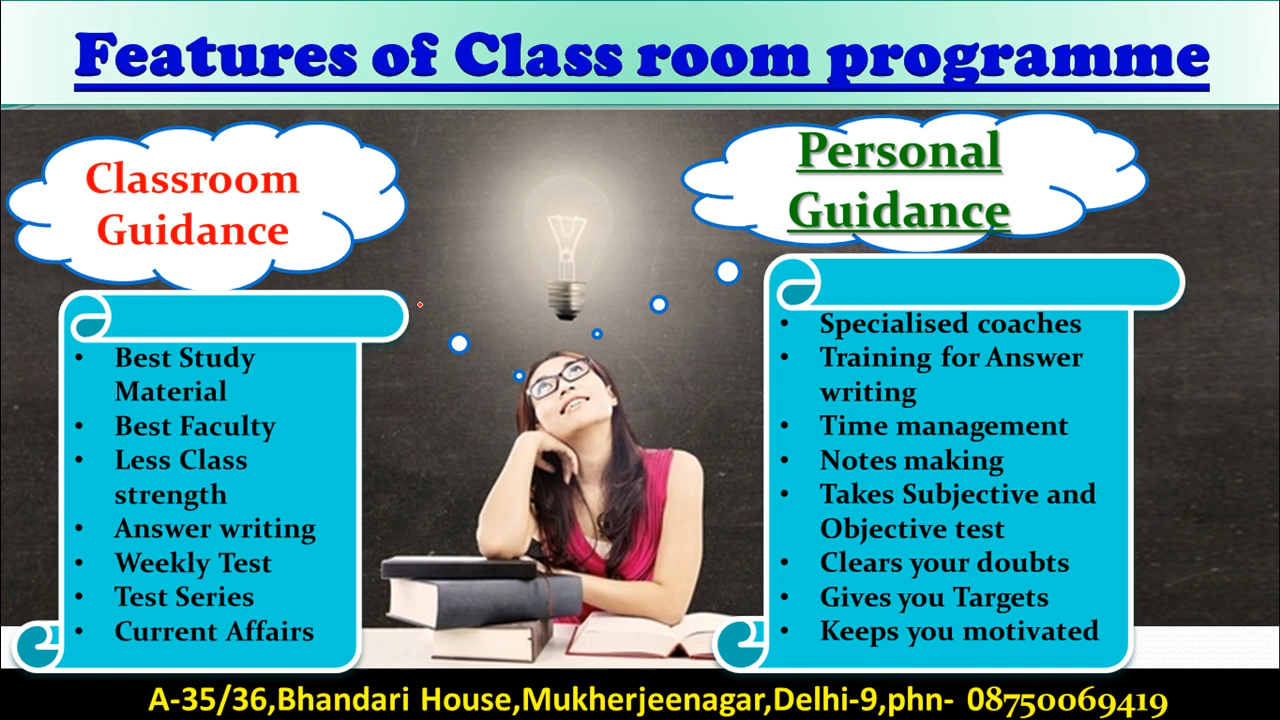 Features of Class room programme
Classroom
Guidance
• Best Study
Material
• Best Faculty
• Less Class
strength
• Answer writing
• Weekly Test
• Test Series
• Current Affairs
Personal
Guidance
• Specialised coaches
• Training for Answer
writing
• Time management
• Notes making
• Takes Subjective and
Objective test
• Clears your doubts
• Gives you Targets
• Keeps you motivated
A-35/36,Bhandari House,Mukherjeenagar,Delhi-9,phn- 08750069419